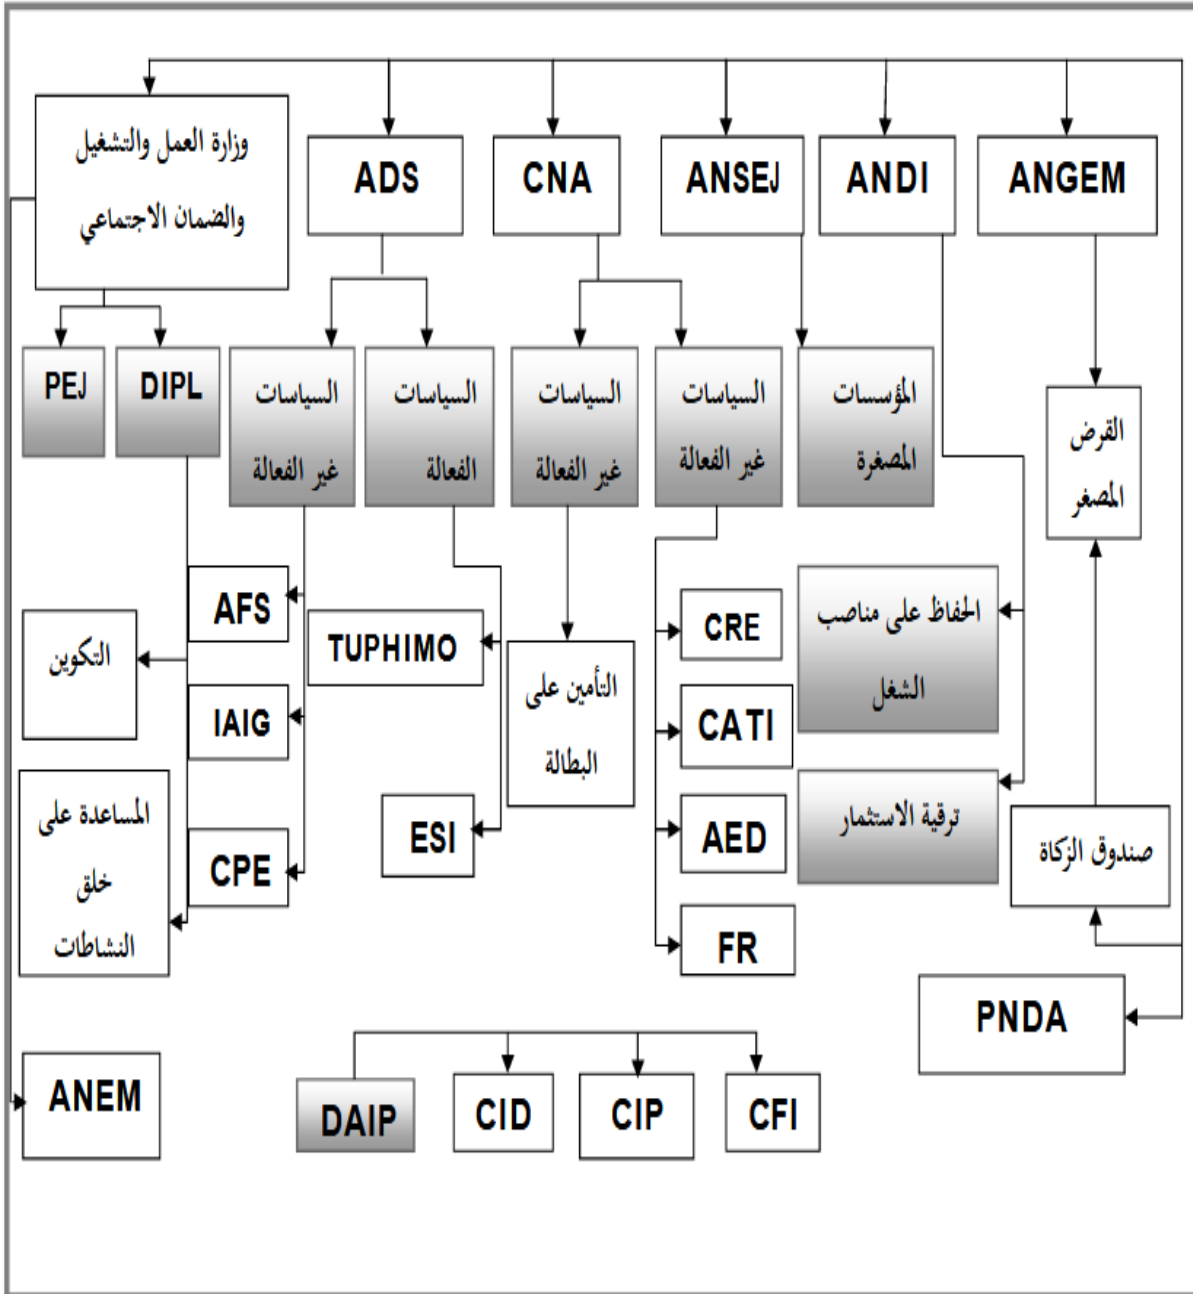 وزارة العمل والتشغيل
والضمان الاجتماعي
ADS
CNA
ANSEJ
ANDI
ANGEM
PEJ
DIPL
السياسات
غير الفعالة
السياسات
الفعالة
السياسات
غير الفعالة
السياسات
غير الفعالة
المؤسسات
المصغرة
القرض
المصغر
AFS
IAIG
CPE
التكوين
المساعدة على
خلق
النشاطات
TUPHIMO
ESI
التأمين على
البطالة
CRE
CATI
AED
FR
الحفاظ على مناصب
الشغل
ترقية الاستثمار
صندوق الزكاة
PNDA
ANEM
DAIP
CID
CIP
CFI